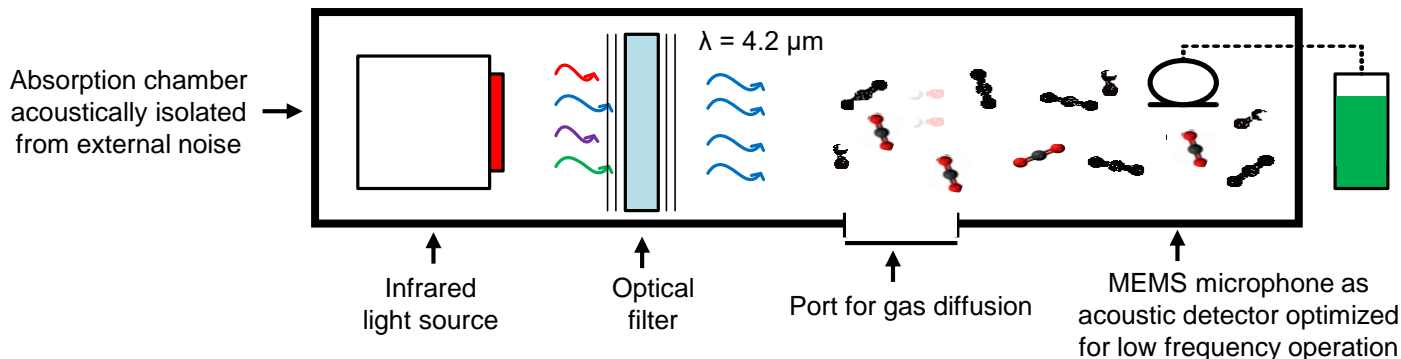 λ = 4.2 μm
Absorption chamber
acoustically isolated
from external noise
Infrared
light source
Optical
filter
Port for gas diffusion
MEMS microphone as
acoustic detector optimized
for low frequency operation